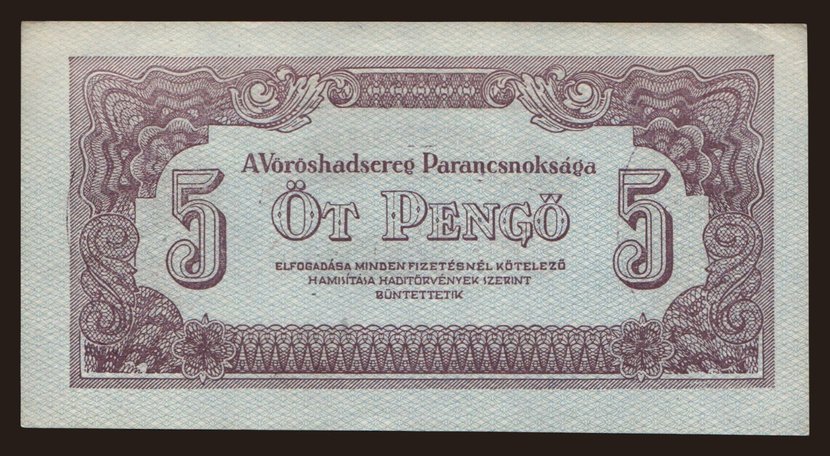 A Vöröshadsereg Parancsnoksága
5 ÖT PENGŐ 5
ELFOGADÁSA MINDEN FIZETÉSNÉL KÖTELEZŐ
HAMISÍTÁSA HADITÖRVÉNYEK SZERINT
BÜNTETTETIK